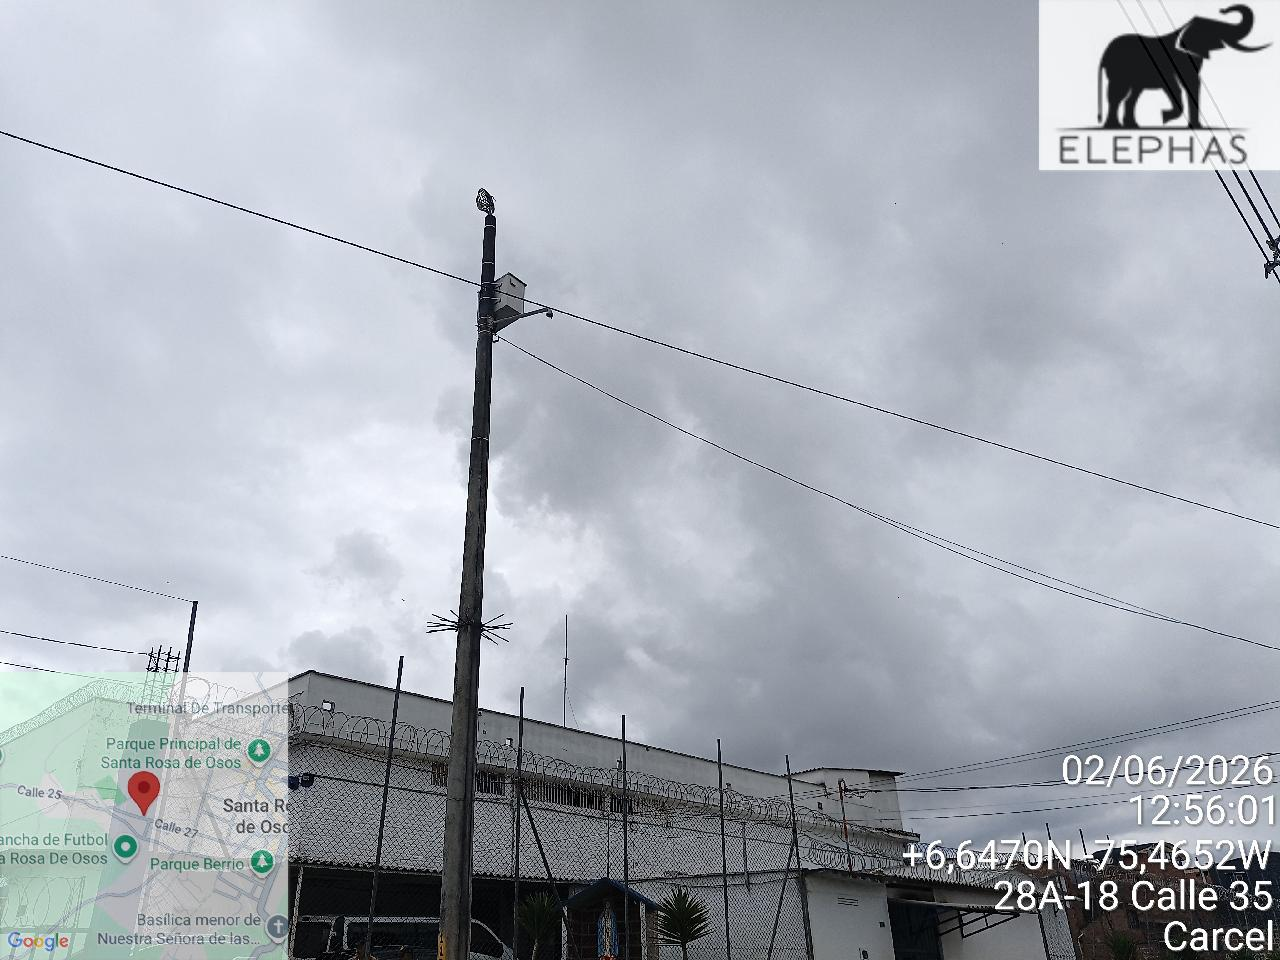 ELEPHAS
Terminal De Transporte
Parque Principal de
Santa Rosa de Osos
Calle 25
Santa R
de Oso
Calle 27
ancha de Futbol
a Rosa De Osos
Parque Berrio
Basílica menor de
Nuestra Señora de las...
Google
02/06/2026
12:56:01
+6,6470N -75,4652W
28A-18 Calle 35
Carcel